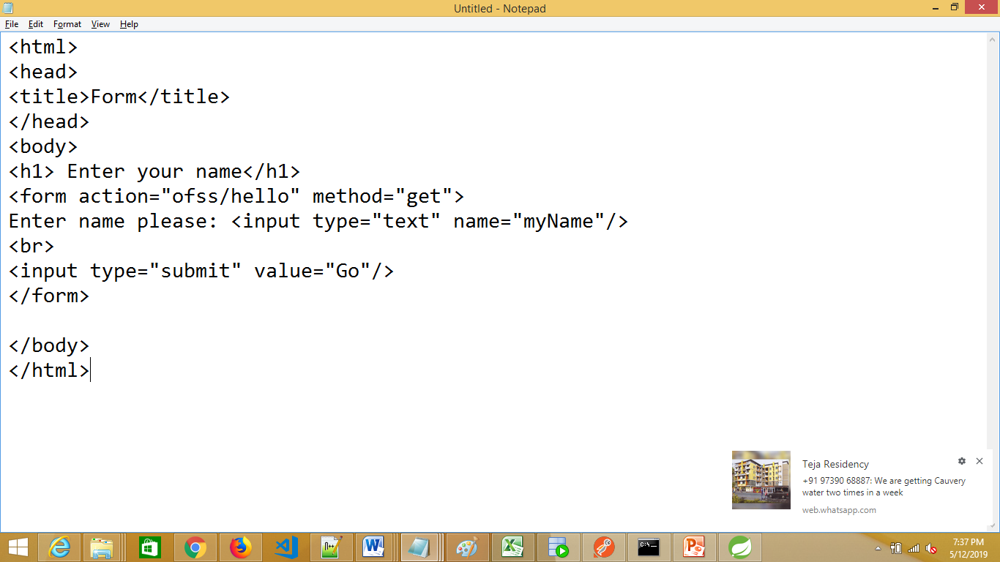 Untitled - Notepad
File Edit Format View Help
<html>
<head>
<title>Form</title>
</head>
<body>
<h1> Enter your name</h1>
<form action="ofss/hello" method="get">
Enter name please: <input type="text" name="myName"/>
<br>
<input type="submit" value="Go"/>
</form>
</body>
</html>
Teja Residency
+91 97390 68887: We are getting Cauvery
water two times in a week
web.whatsapp.com
7:37 PM
5/12/2019